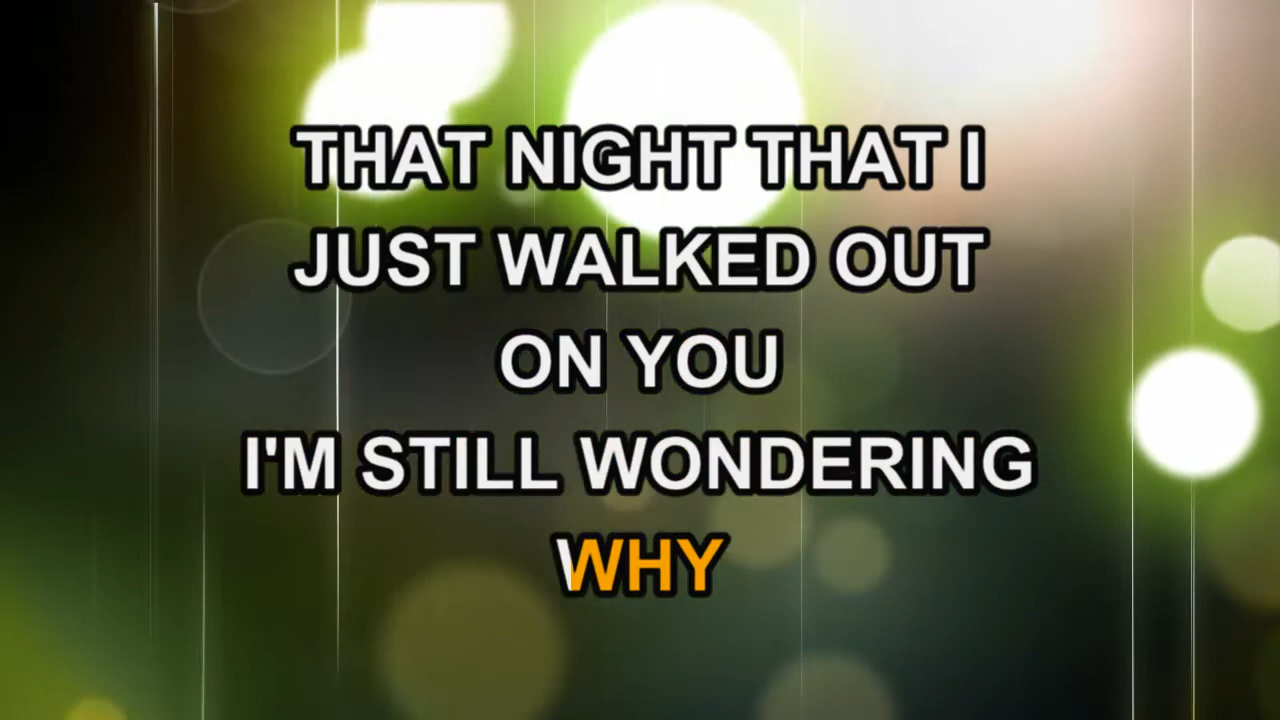 THAT NIGHT THAT I
JUST WALKED OUT
ON YOU
I'M STILL WONDERING
WHY